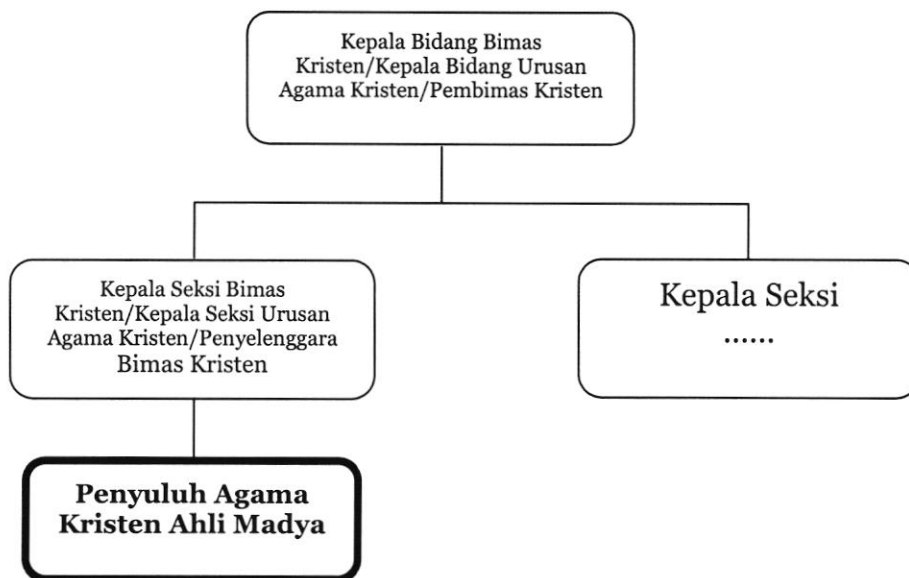 Kepala Bidang Bimas
Kristen/Kepala Bidang Urusan
Agama Kristen/Pembimas Kristen
Kepala Seksi Bimas
Kristen/Kepala Seksi Urusan
Agama Kristen/Penyelenggara
Bimas Kristen
Kepala Seksi
......
Penyuluh Agama
Kristen Ahli Madya